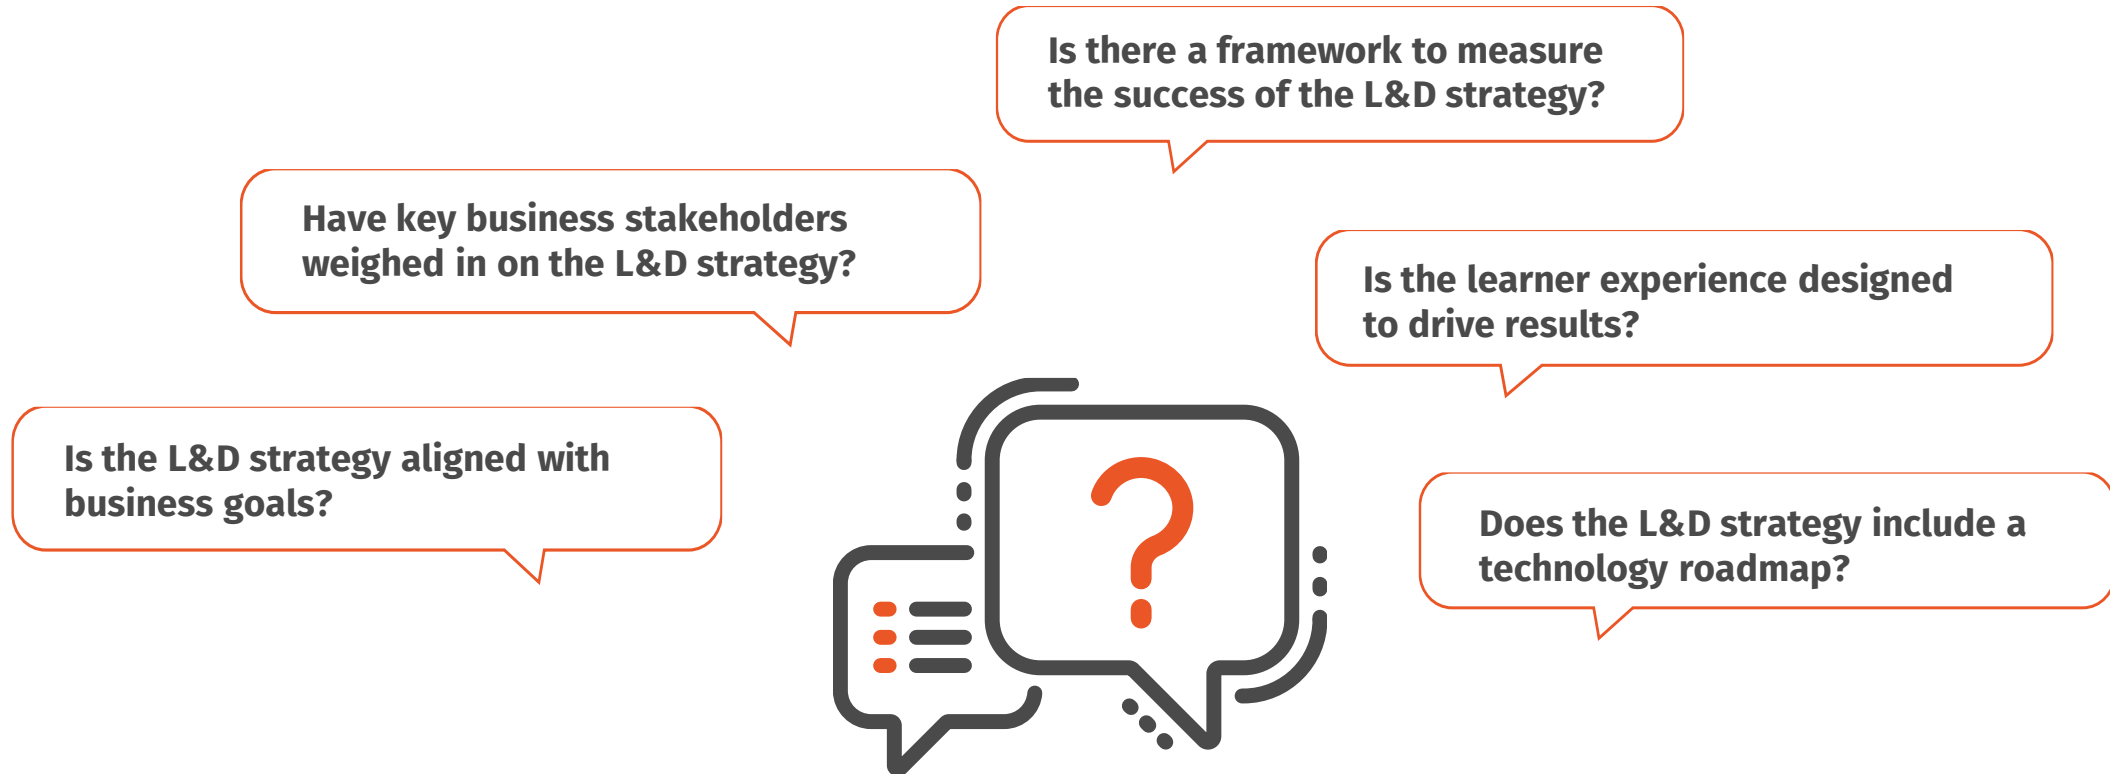 Is there a framework to measure
the success of the L&D strategy?
Have key business stakeholders
weighed in on the L&D strategy?
Is the learner experience designed
to drive results?
Is the L&D strategy aligned with
business goals?
Does the L&D strategy include a
technology roadmap?
?